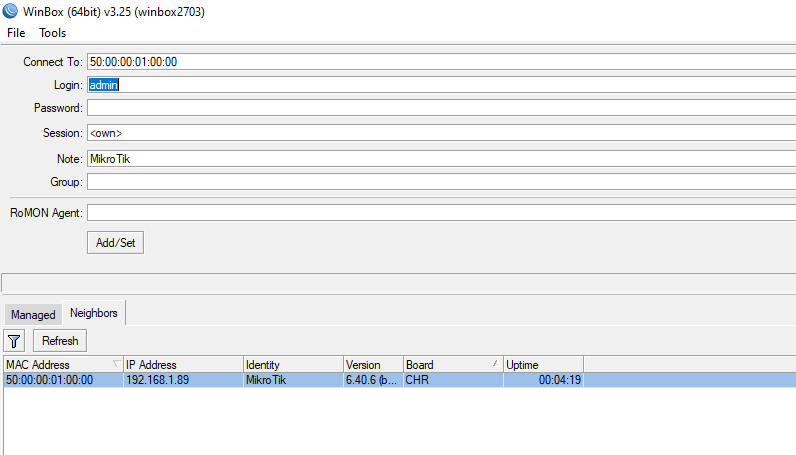 WinBox (64bit) v3.25 (winbox2703)
File Tools
Connect To: 50:00:00:01:00:00
Login: admin
Password:
Session: <own>
Note: MikroTik
Group:
RoMON Agent:
Add/Set
Managed Neighbors
Refresh
MAC Address IP Address Identity Version Board Uptime
50:00:00:01:00:00 192.168.1.89 MikroTik 6.40.6 (b... CHR 00:04:19